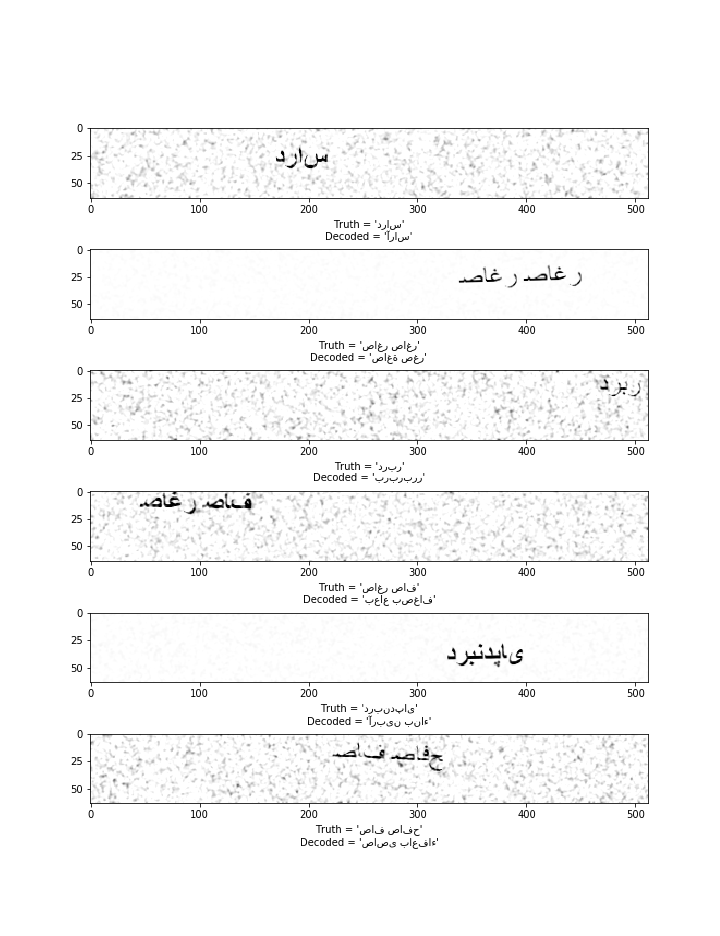 0
25 دراس
50
0 100 200 300 400 500
Truth = 'دراس'
Decoded = 'آراس'
0
25 صاغر صاغر
50
0 100 200 300 400 500
Truth = 'صاغر صاغر'
Decoded = 'صاغة صغر'
0
دربر
25
50
0 100 200 300 400 500
Truth = 'دربر'
Decoded = 'بربربرر'
0
صاغر صاف
25
50
0 100 200 300 400 500
Truth = 'صاغر صاف'
Decoded = 'بعاع بصغاف'
0
25
دربندپای
50
0 100 200 300 400 500
Truth = 'دربندپای'
Decoded = 'آربین بناء'
0
صاف صافح
25
50
0 100 200 300 400 500
Truth = 'صاف صافح'
Decoded = 'صاصی باعفاء'